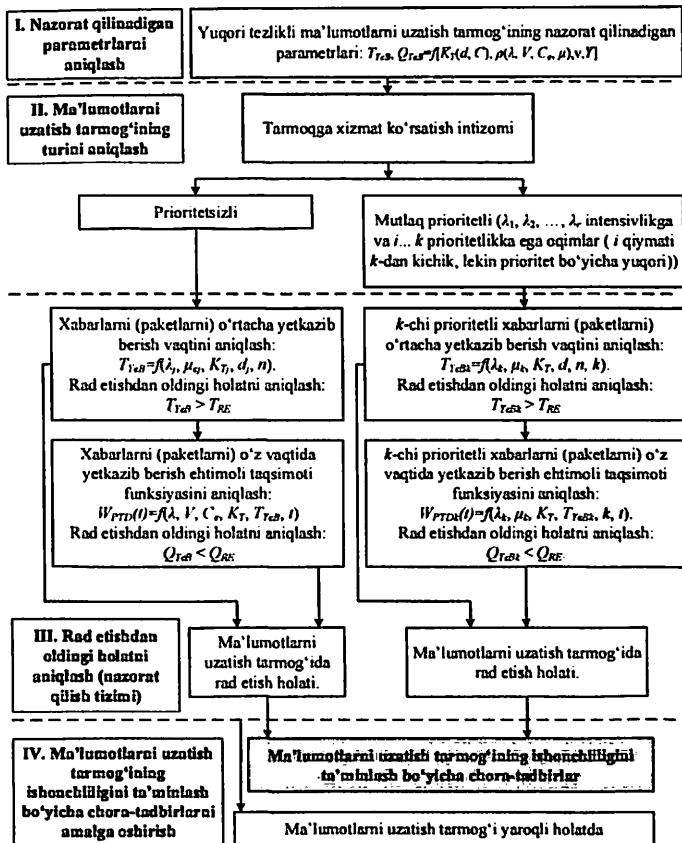 I. Nazorat qilinadigan
parametrlarni
aniqlash
Yuqori tezlikli ma'lumotlarni uzatish tarmog'ining nazorat qilinadigan
parametrlari: T_YeB, Q_YeB=f[K_T(d, C), ρ(λ, V, C_e, μ),v,Y]
II. Ma'lumotlarni
uzatish tarmog'ining
turini aniqlash
Tarmoqga xizmat ko'rsatish intizomi
Prioritetsizli
Mutlaq prioritetli (λ₁, λ₂, ..., λ_r intensivlikga
va i... k prioritetlikka ega oqimlar ( i qiymati
k-dan kichik, lekin prioritet bo'yicha yuqori))
Xabarlarni (paketlarni) o'rtacha yetkazib
berish vaqtini aniqlash:
T_YeB=f(λ_j, μ_cj, K_Tj, d_j, n).
Rad etishdan oldingi holatni aniqlash:
T_YeB > T_RE
Xabarlarni (paketlarni) o'z vaqtida
yetkazib berish ehtimoli taqsimoti
funksiyasini aniqlash:
W_PTD(t)=f(λ, V, C_e, K_T, T_YeB, t)
Rad etishdan oldingi holatni aniqlash:
Q_YeB < Q_RE
k-chi prioritetli xabarlarni (paketlarni)
o'rtacha yetkazib berish vaqtini aniqlash:
T_YeBk=f(λ_k, μ_k, K_T, d, n, k).
Rad etishdan oldingi holatni aniqlash:
T_YeBk > T_RE
k-chi prioritetli xabarlarni (paketlarni) o'z
vaqtida yetkazib berish ehtimoli taqsimoti
funksiyasini aniqlash:
W_PTDk(t)=f(λ_k, μ_k, K_T, T_YeBk, k, t).
Rad etishdan oldingi holatni aniqlash:
Q_YeBk < Q_RE.
III. Rad etishdan
oldingi holatni
aniqlash (nazorat
qilish tizimi)
Ma'lumotlarni
uzatish tarmog'ida
rad etish holati.
Ma'lumotlarni
uzatish tarmog'ida
rad etish holati.
IV. Ma'lumotlarni uzatish
tarmog'ining
ishonchliligini ta'minlash
bo'yicha chora-tadbirlarni
amalga oshirish
Ma'lumotlarni uzatish tarmog'ining ishonchliligini
ta'minlash bo'yicha chora-tadbirlar
Ma'lumotlarni uzatish tarmog'i yaroqli holatda